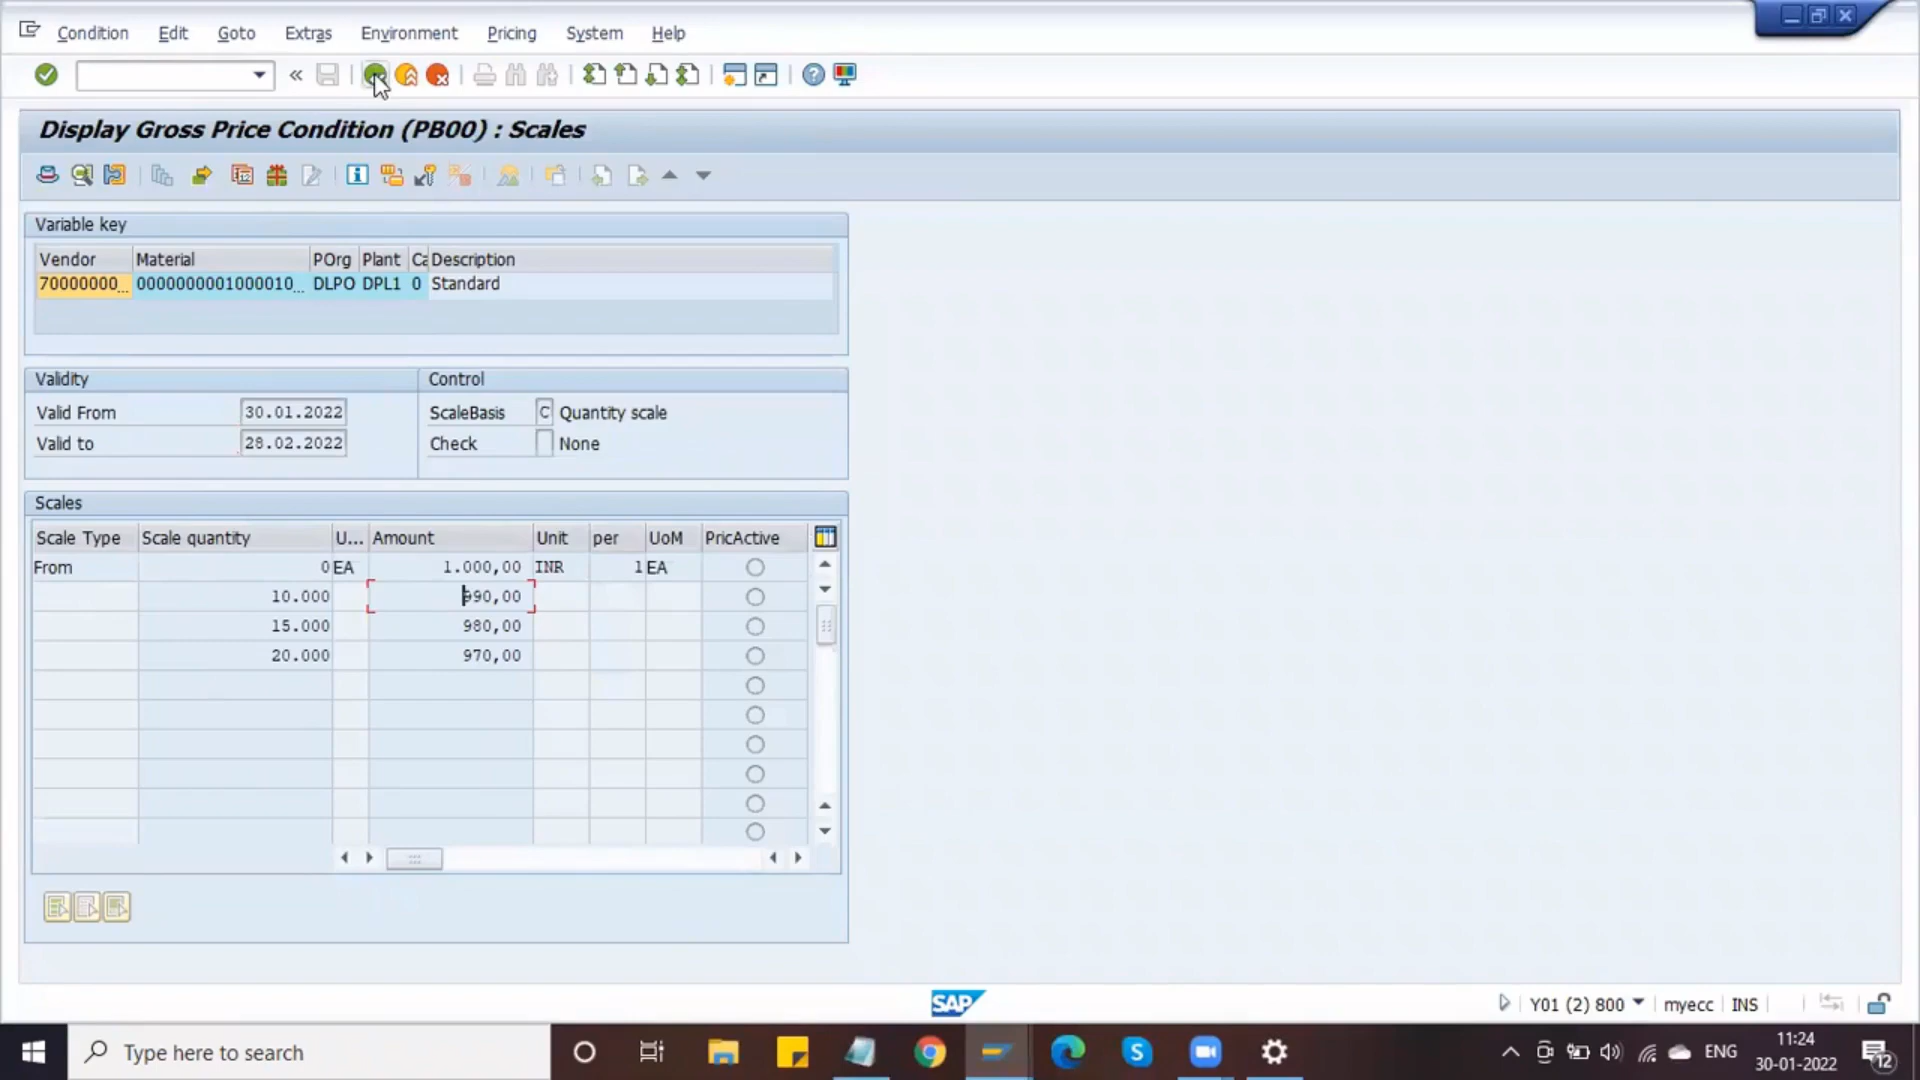 Condition Edit Goto Extras Environment Pricing System Help
Display Gross Price Condition (PB00) : Scales
Variable key
Vendor Material POrg Plant Ca Description
70000000... 0000000001000010... DLPO DPL1 0 Standard
Validity Control
Valid From 30.01.2022 ScaleBasis C Quantity scale
Valid to 28.02.2022 Check None
Scales
Scale Type Scale quantity U... Amount Unit per UoM PricActive
From 0 EA 1.000,00 INR 1 EA
10.000 990,00
15.000 980,00
20.000 970,00
SAP
Y01 (2) 800 myecc INS
Type here to search
ENG
11:24
30-01-2022
12